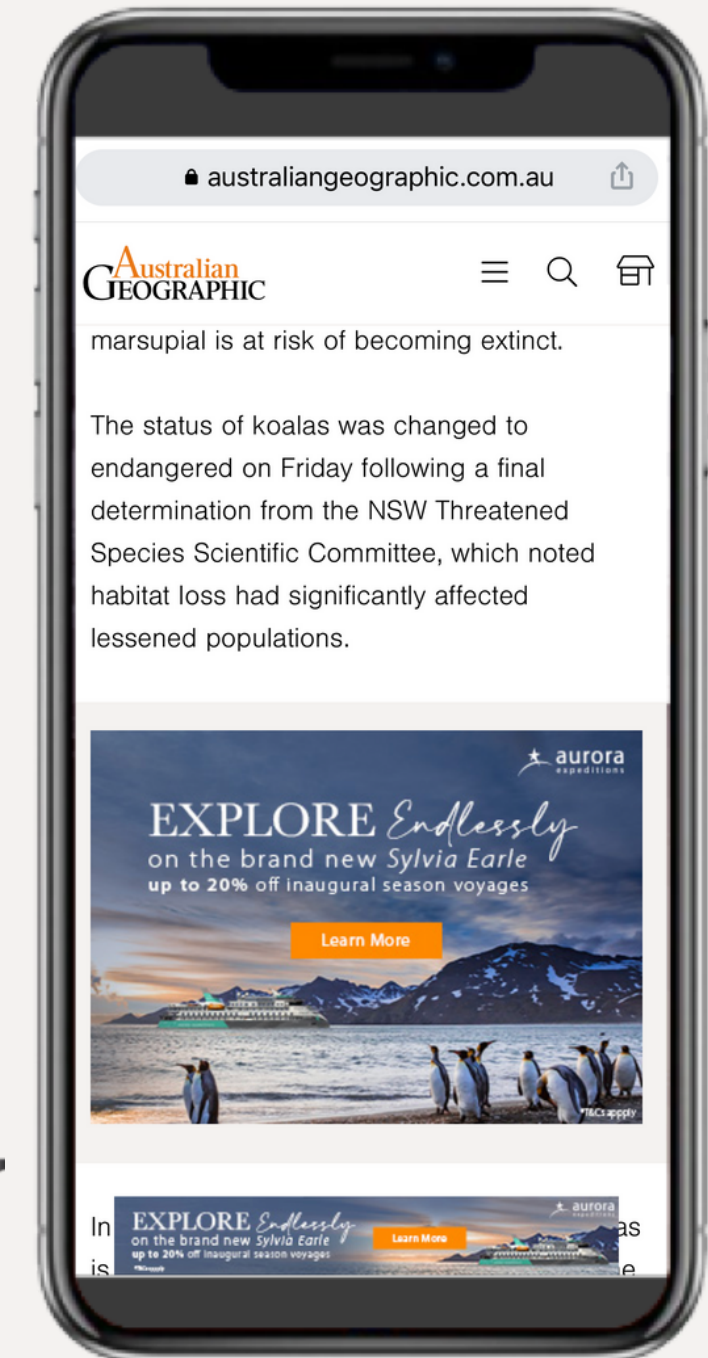 australiangeographic.com.au
Australian
GEOGRAPHIC
marsupial is at risk of becoming extinct.
The status of koalas was changed to
endangered on Friday following a final
determination from the NSW Threatened
Species Scientific Committee, which noted
habitat loss had significantly affected
lessened populations.
aurora
expeditions
EXPLORE Endlessly
on the brand new Sylvia Earle
up to 20% off inaugural season voyages
Learn More
*T&Cs appply
In
as
is
e
EXPLORE Endlessly
on the brand new Sylvia Earle
up to 20% off inaugural season voyages
Learn More
aurora
expeditions